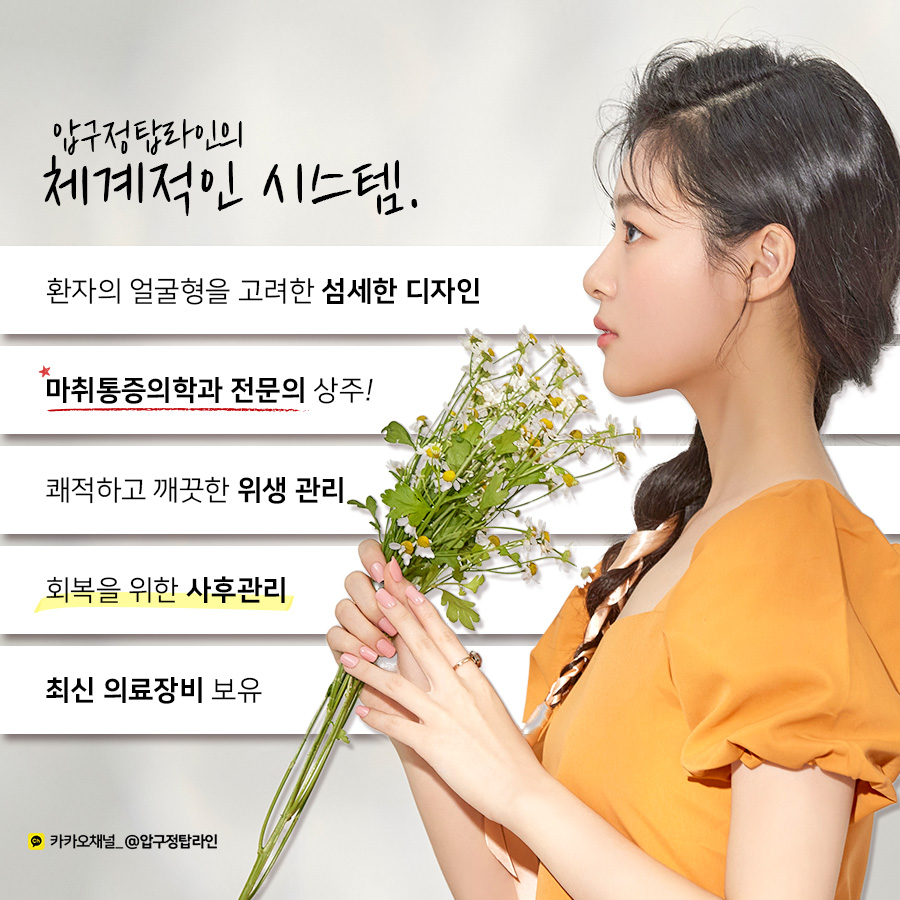 압구정탑라인의
체계적인 시스템.
환자의 얼굴형을 고려한 섬세한 디자인
마취통증의학과 전문의 상주!
쾌적하고 깨끗한 위생 관리
회복을 위한 사후관리
최신 의료장비 보유
카카오채널_@압구정탑라인